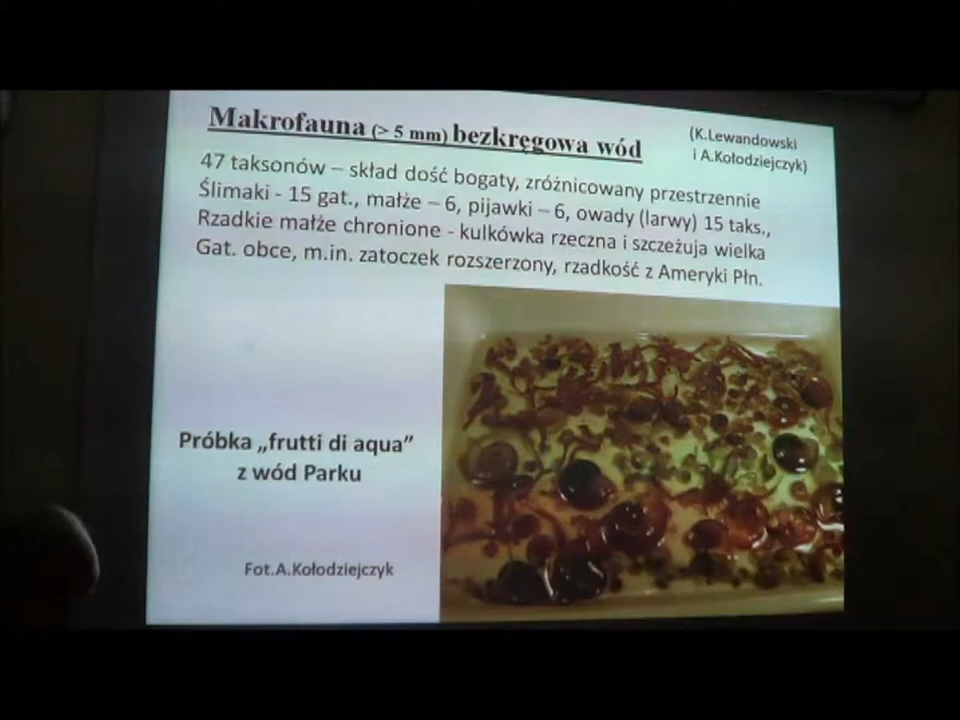 Makrofauna (> 5 mm) bezkręgowa wód
(K.Lewandowski
i A.Kołodziejczyk)
47 taksonów – skład dość bogaty, zróżnicowany przestrzennie
Ślimaki - 15 gat., małże – 6, pijawki – 6, owady (larwy) 15 taks.,
Rzadkie małże chronione - kulkówka rzeczna i szczeżuja wielka
Gat. obce, m.in. zatoczek rozszerzony, rzadkość z Ameryki Płn.
Próbka „frutti di aqua”
z wód Parku
Fot.A.Kołodziejczyk